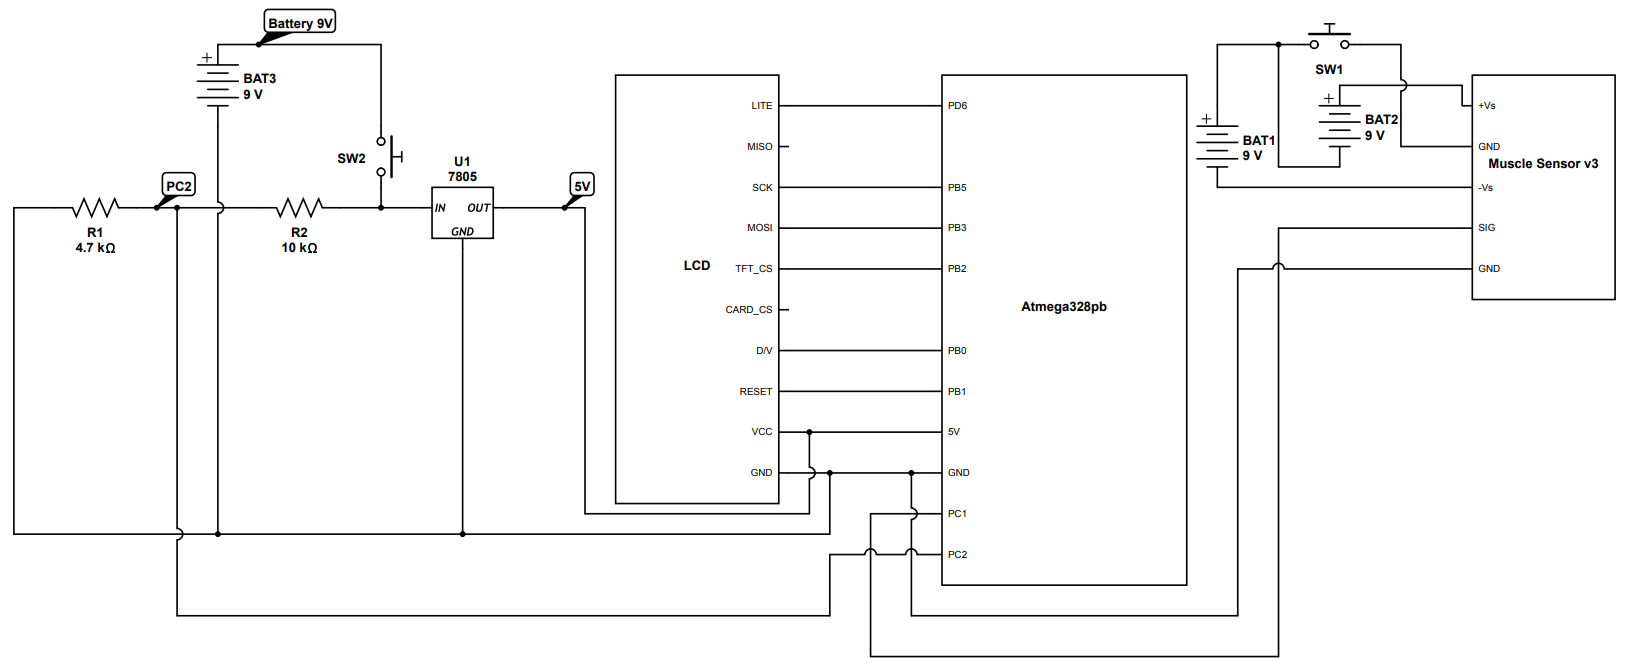 Battery 9V
+
BAT3
9 V
SW2
U1
7805
IN
OUT
GND
PC2
5V
R1
4.7 kΩ
R2
10 kΩ
LCD
LITE
MISO
SCK
MOSI
TFT_CS
CARD_CS
D/V
RESET
VCC
GND
Atmega328pb
PD6
PB5
PB3
PB2
PB0
PB1
5V
GND
PC1
PC2
SW1
+
BAT1
9 V
+
BAT2
9 V
Muscle Sensor v3
+Vs
GND
-Vs
SIG
GND